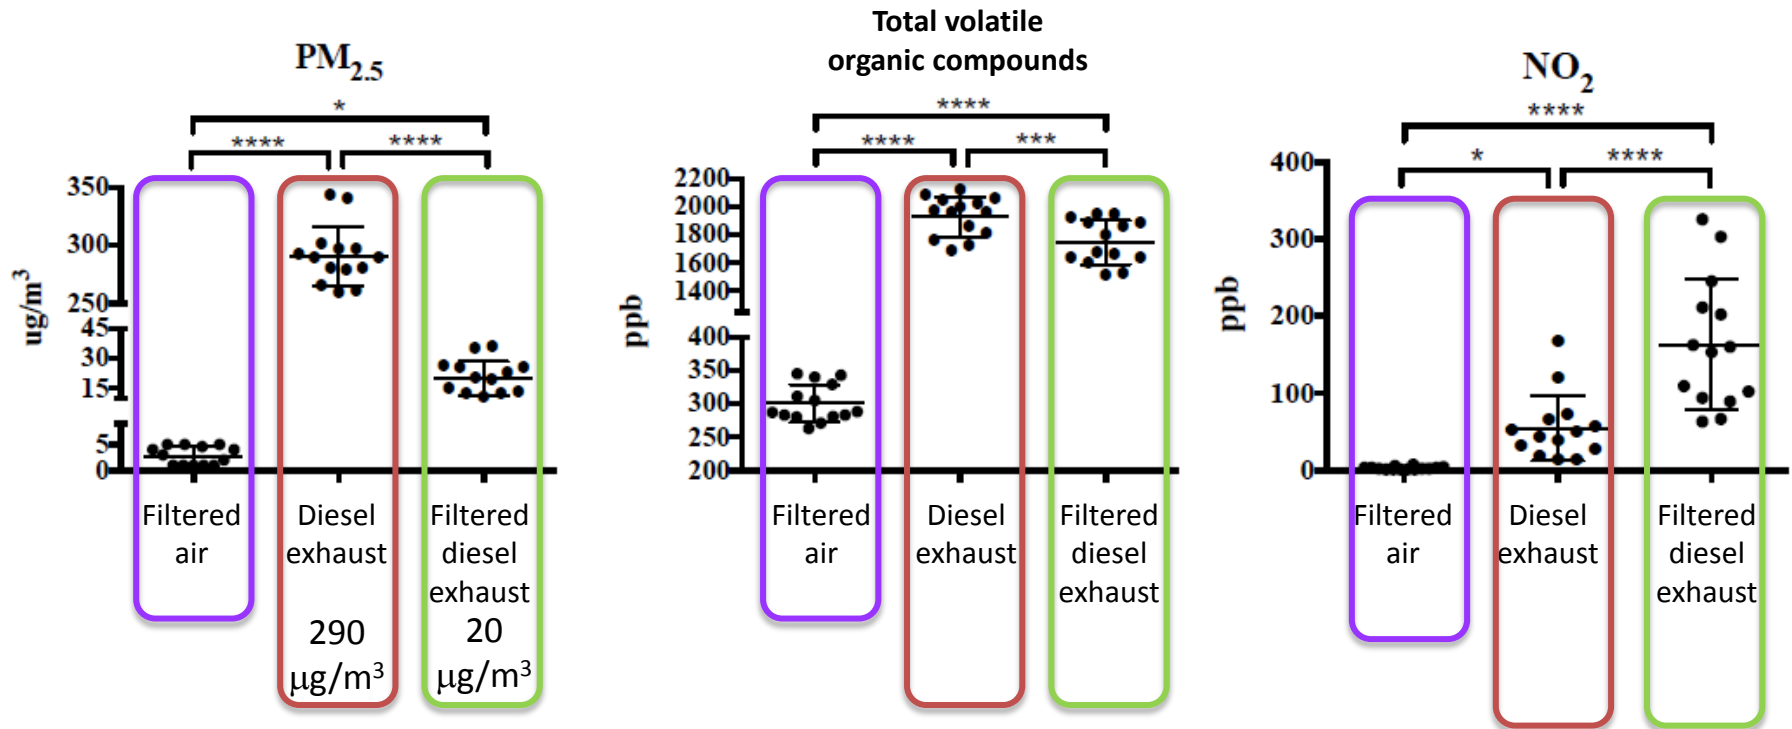 PM2.5
*
****
****
ug/m3
350
300
250
45
30
15
5
0
Filtered
air
Diesel
exhaust
290
μg/m3
Filtered
diesel
exhaust
20
μg/m3
Total volatile
organic compounds
****
****
***
ppb
2200
2000
1800
1600
1400
400
350
300
250
200
Filtered
air
Diesel
exhaust
Filtered
diesel
exhaust
NO2
****
*
****
ppb
400
300
200
100
0
Filtered
air
Diesel
exhaust
Filtered
diesel
exhaust